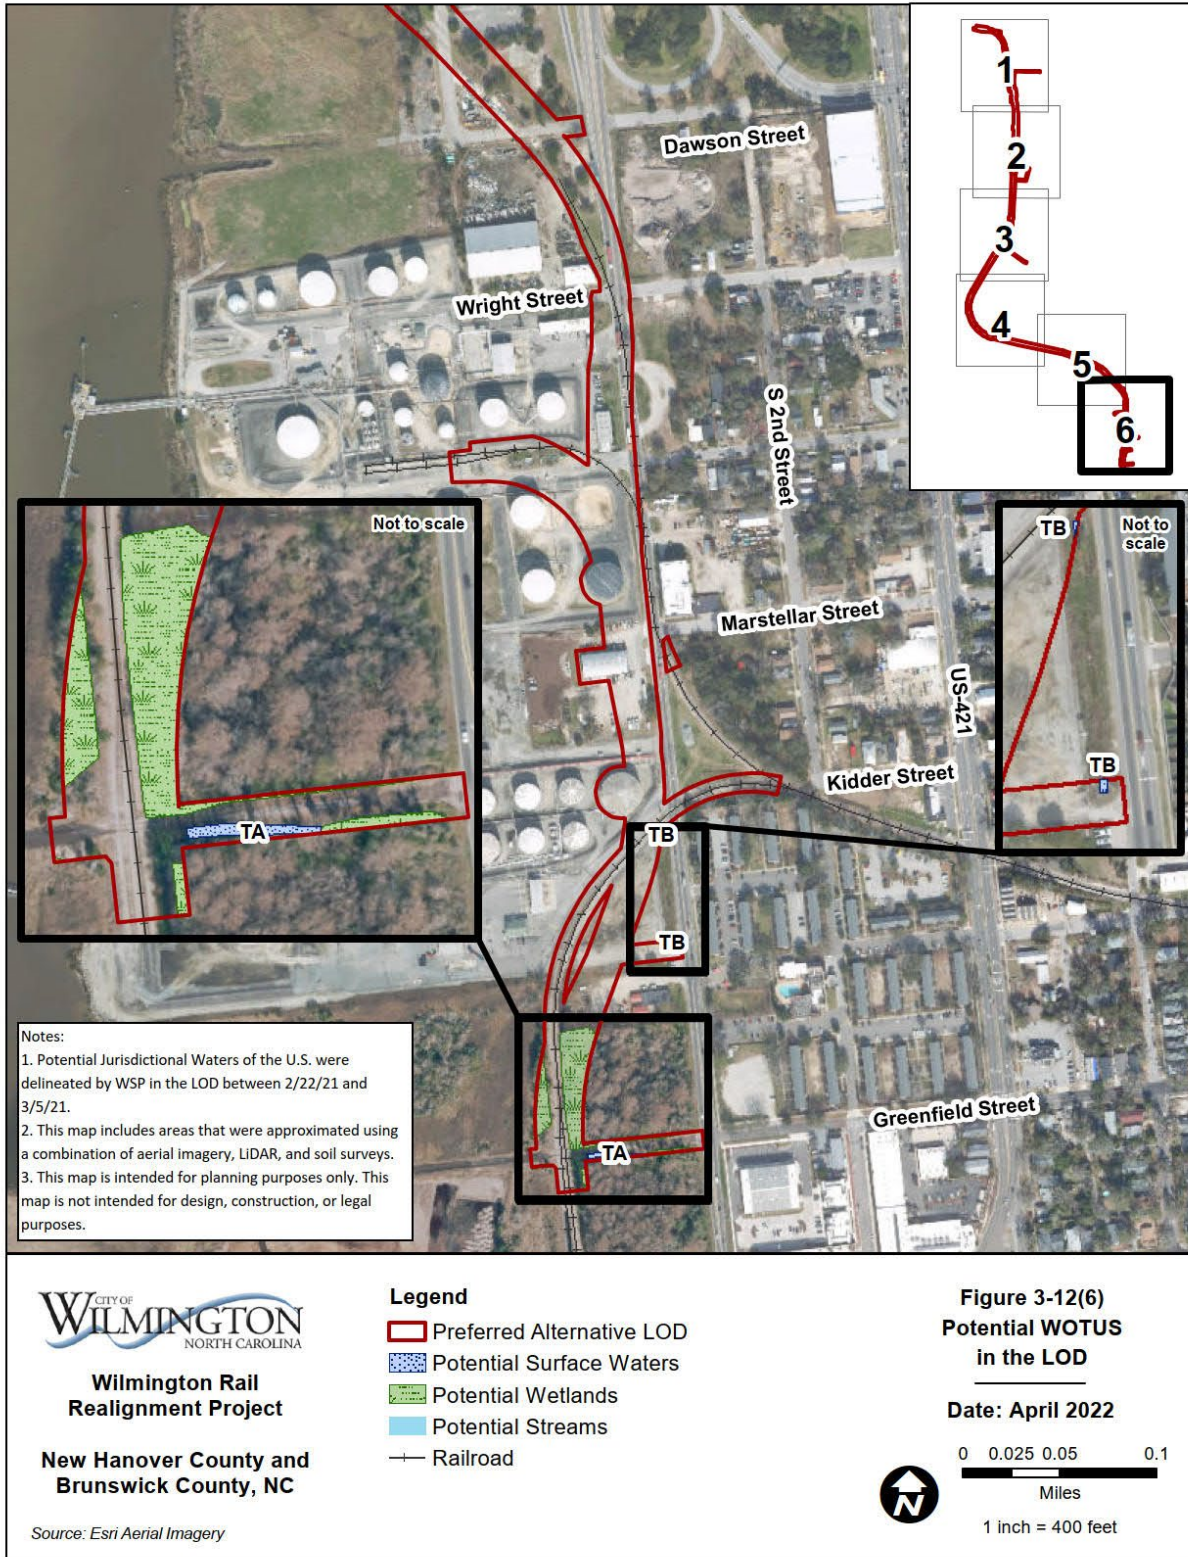 Dawson Street
Wright Street
S 2nd Street
Marstellar Street
US-421
Kidder Street
Greenfield Street
TB
TB
TA
1
2
3
4
5
6
Not to scale
TA
TB
Not to
scale
TB
Notes:
1. Potential Jurisdictional Waters of the U.S. were
delineated by WSP in the LOD between 2/22/21 and
3/5/21.
2. This map includes areas that were approximated using
a combination of aerial imagery, LiDAR, and soil surveys.
3. This map is intended for planning purposes only. This
map is not intended for design, construction, or legal
purposes.
CITY OF
WILMINGTON
NORTH CAROLINA
Wilmington Rail
Realignment Project
New Hanover County and
Brunswick County, NC
Source: Esri Aerial Imagery
Legend
Preferred Alternative LOD
Potential Surface Waters
Potential Wetlands
Potential Streams
Railroad
Figure 3-12(6)
Potential WOTUS
in the LOD
Date: April 2022
0 0.025 0.05 0.1
Miles
N
1 inch = 400 feet